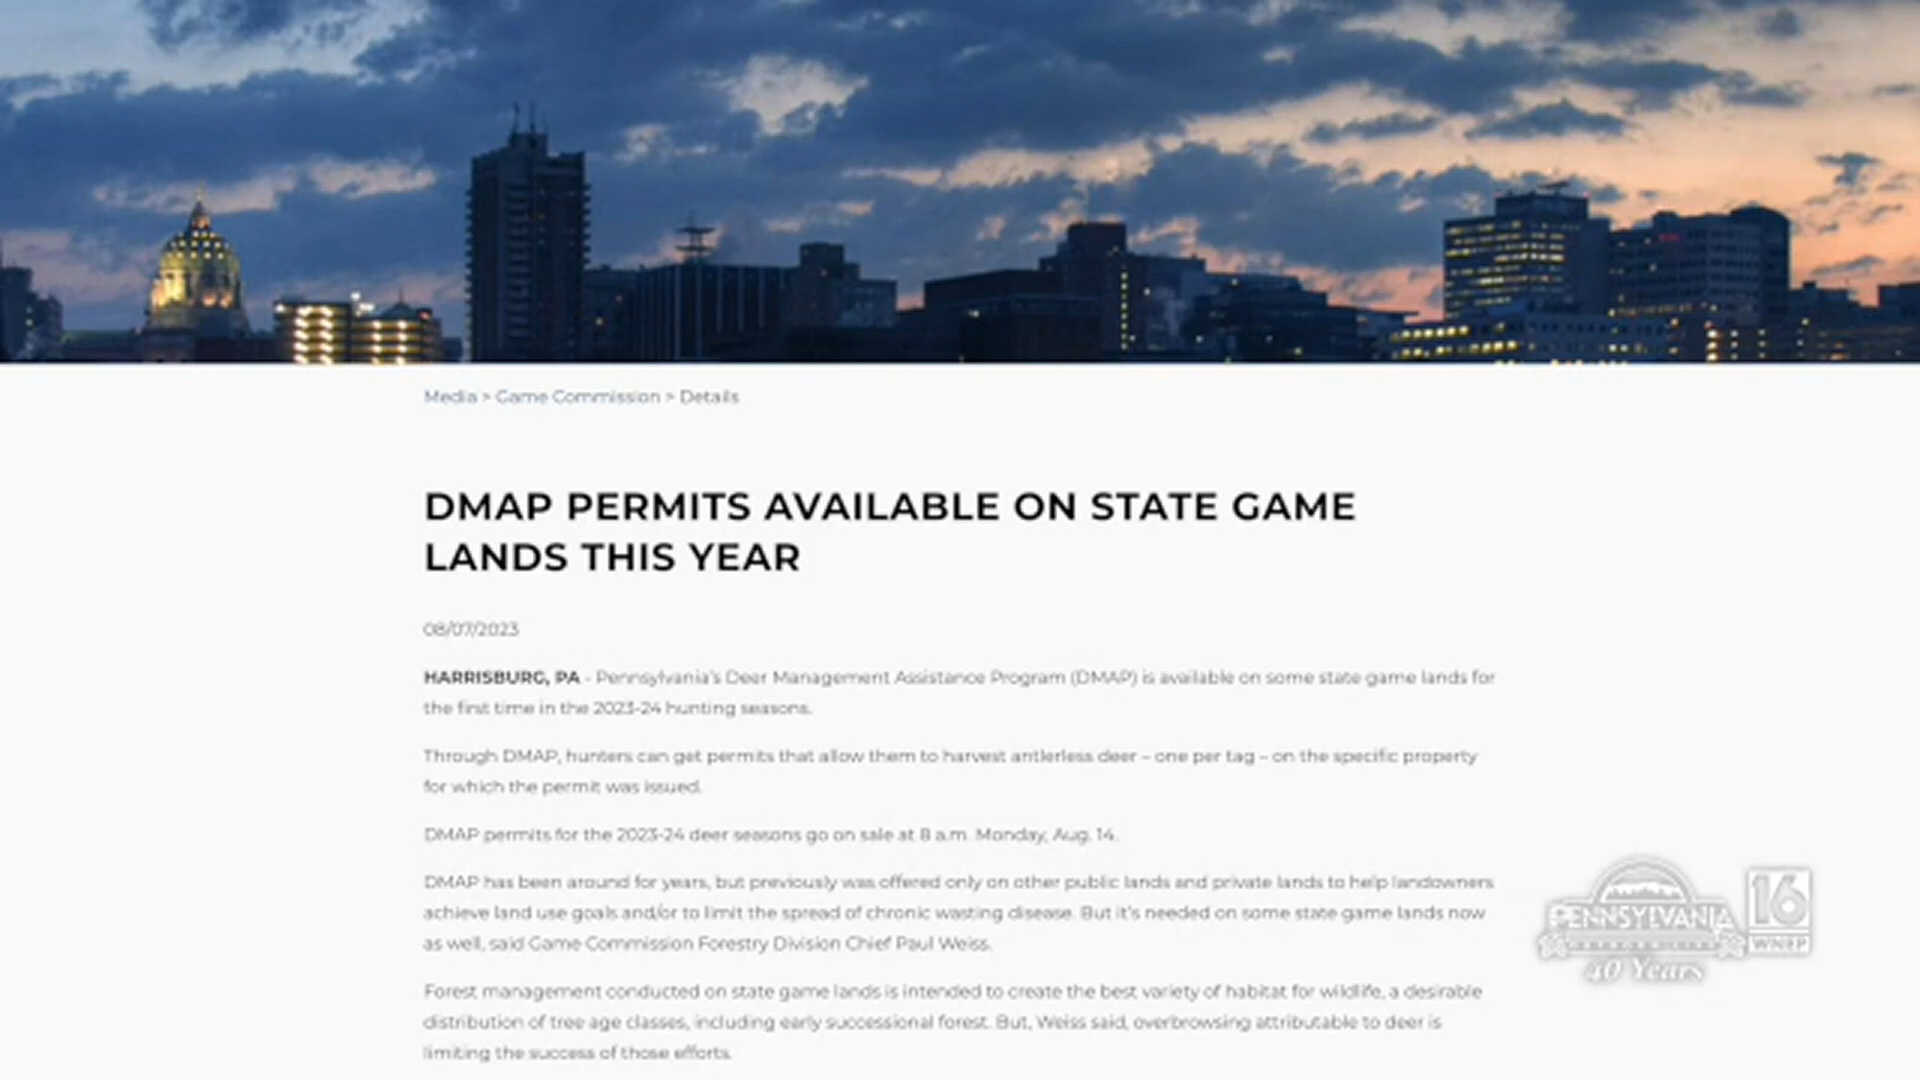 Media > Game Commission > Details
DMAP PERMITS AVAILABLE ON STATE GAME
LANDS THIS YEAR
08/07/2023
HARRISBURG, PA - Pennsylvania's Deer Management Assistance Program (DMAP) is available on some state game lands for
the first time in the 2023-24 hunting seasons.
Through DMAP, hunters can get permits that allow them to harvest antlerless deer – one per tag – on the specific property
for which the permit was issued.
DMAP permits for the 2023-24 deer seasons go on sale at 8 a.m. Monday, Aug. 14.
DMAP has been around for years, but previously was offered only on other public lands and private lands to help landowners
achieve land use goals and/or to limit the spread of chronic wasting disease. But it's needed on some state game lands now
as well, said Game Commission Forestry Division Chief Paul Weiss.
Forest management conducted on state game lands is intended to create the best variety of habitat for wildlife, a desirable
distribution of tree age classes, including early successional forest. But, Weiss said, overbrowsing attributable to deer is
limiting the success of those efforts.
PENNSYLVANIA
40 Years
16
WNEP